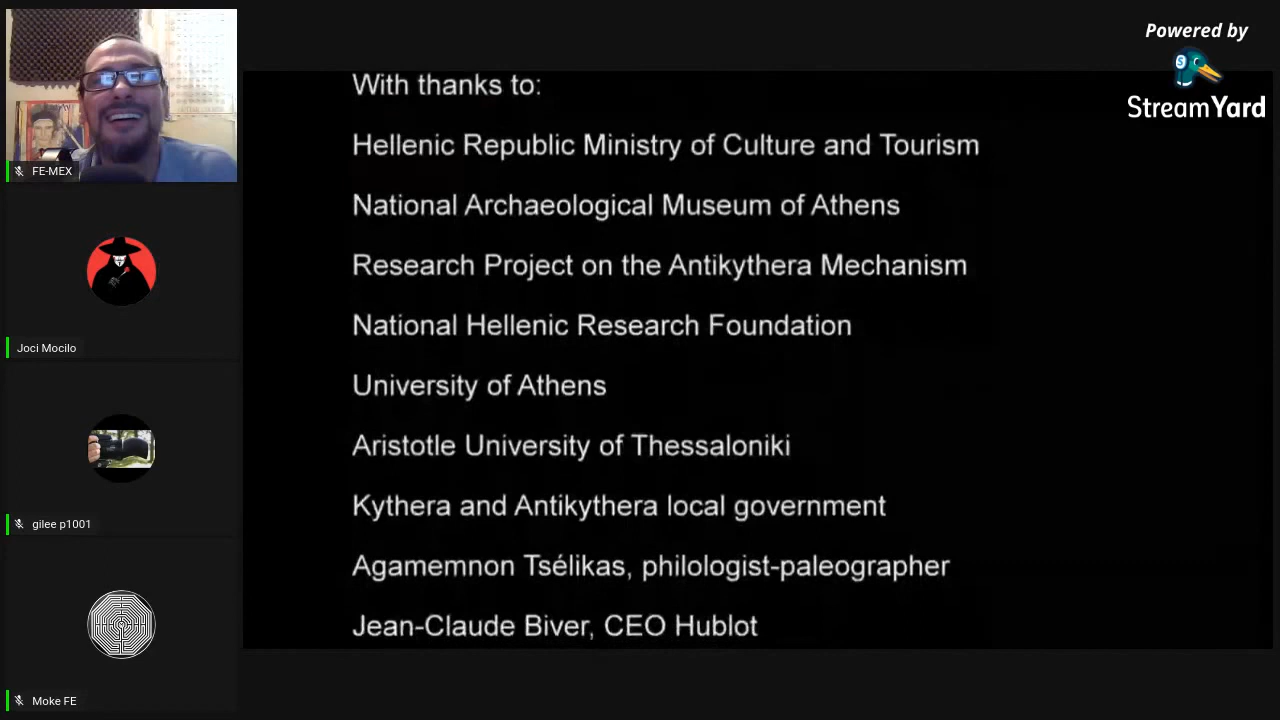 Powered by
StreamYard
With thanks to:
Hellenic Republic Ministry of Culture and Tourism
National Archaeological Museum of Athens
Research Project on the Antikythera Mechanism
National Hellenic Research Foundation
University of Athens
Aristotle University of Thessaloniki
Kythera and Antikythera local government
Agamemnon Tsélikas, philologist-paleographer
Jean-Claude Biver, CEO Hublot
FE-MEX
Joci Mocilo
gilee p1001
Moke FE